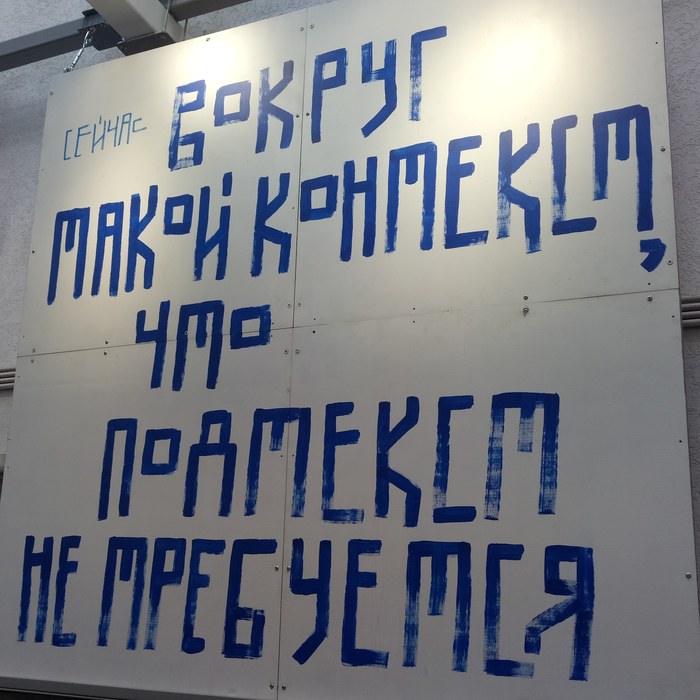 сейчас вокруг
такой контекст,
что
подтекст
не требуется